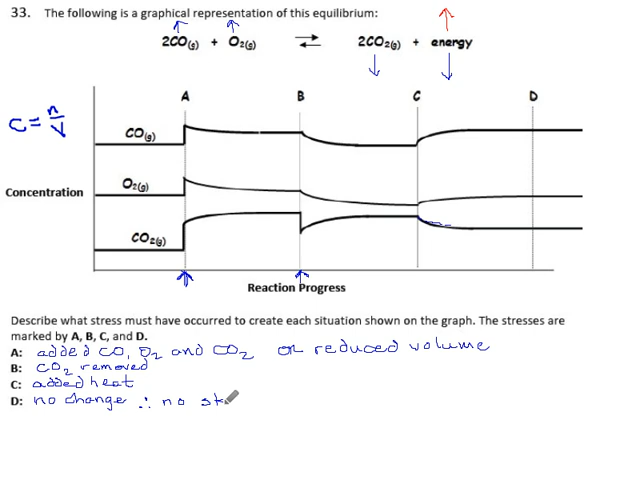 33. The following is a graphical representation of this equilibrium:
2CO(g) + O2(g) ⇄ 2CO2(g) + energy
A B C D
C = n/V
CO(g)
O2(g)
Concentration
CO2(g)
Reaction Progress
Describe what stress must have occurred to create each situation shown on the graph. The stresses are
marked by A, B, C, and D.
A: added CO, O2 and CO2 or reduced volume
B: CO2 removed
C: added heat
D: no change ∴ no st